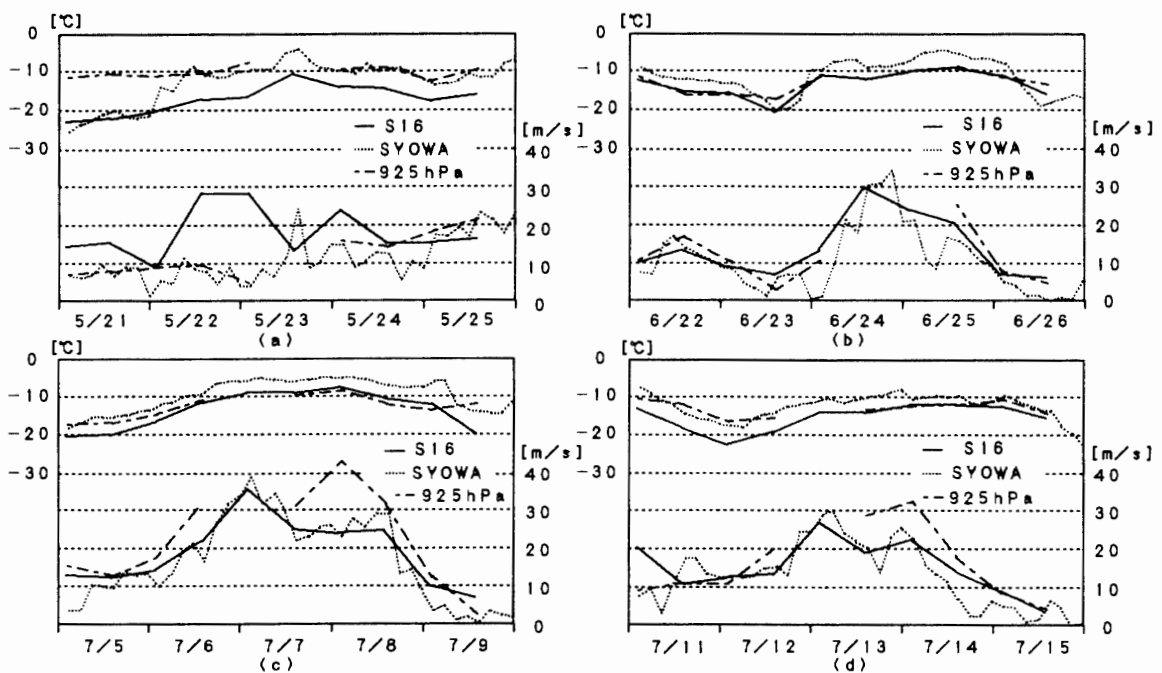 [℃]
0
-10
-20
-30
— S16
SYOWA
925hPa
[m/s]
40
30
20
10
0
5/21 5/22 5/23 5/24 5/25
(a)
[℃]
0
-10
-20
-30
— S16
SYOWA
925hPa
[m/s]
40
30
20
10
0
6/22 6/23 6/24 6/25 6/26
(b)
[℃]
0
-10
-20
-30
— S16
SYOWA
925hPa
[m/s]
40
30
20
10
0
7/5 7/6 7/7 7/8 7/9
(c)
[℃]
0
-10
-20
-30
— S16
SYOWA
925hPa
[m/s]
40
30
20
10
0
7/11 7/12 7/13 7/14 7/15
(d)